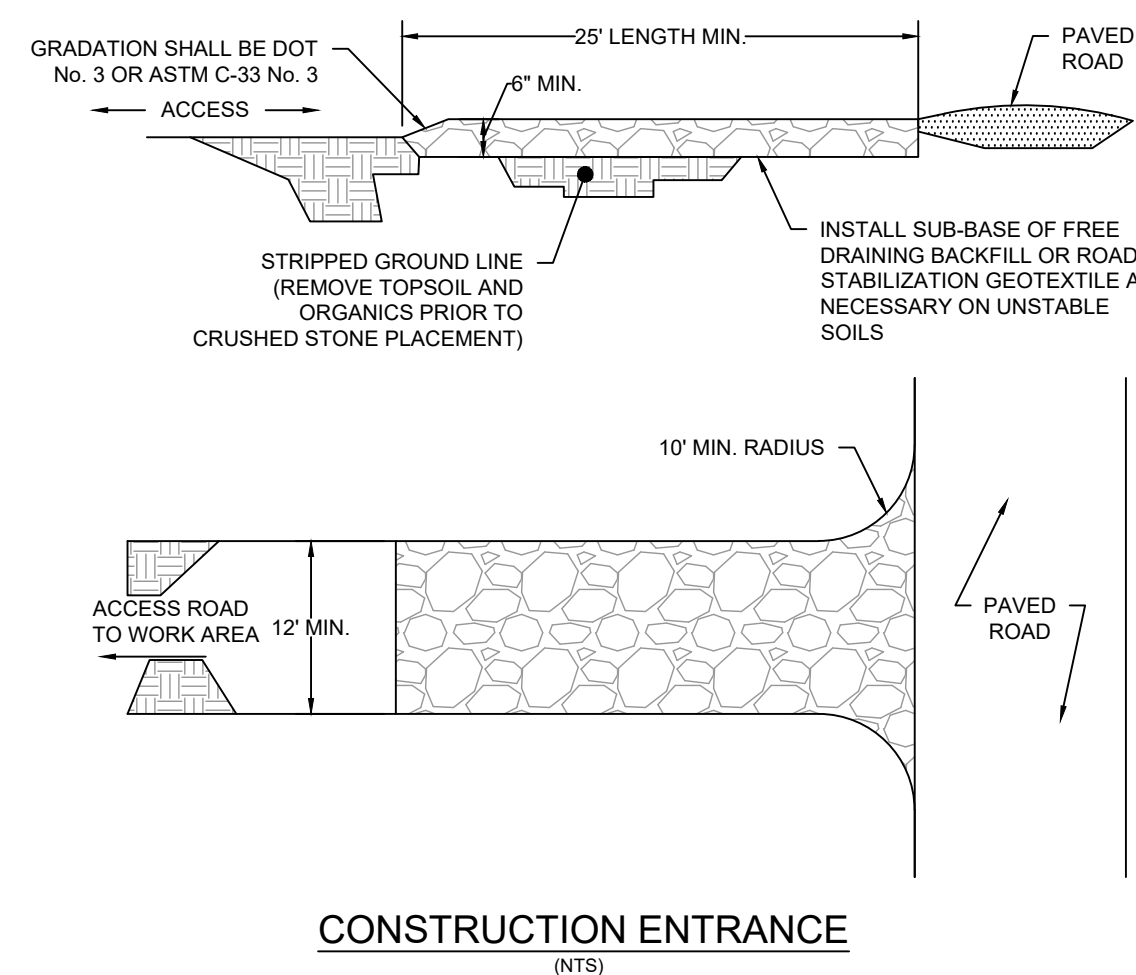 GRADATION SHALL BE DOT
No. 3 OR ASTM C-33 No. 3
ACCESS
25' LENGTH MIN.
6" MIN.
PAVED
ROAD
STRIPPED GROUND LINE
(REMOVE TOPSOIL AND
ORGANICS PRIOR TO
CRUSHED STONE PLACEMENT)
INSTALL SUB-BASE OF FREE
DRAINING BACKFILL OR ROAD
STABILIZATION GEOTEXTILE A
NECESSARY ON UNSTABLE
SOILS
10' MIN. RADIUS
ACCESS ROAD
TO WORK AREA
12' MIN.
PAVED
ROAD
CONSTRUCTION ENTRANCE
(NTS)